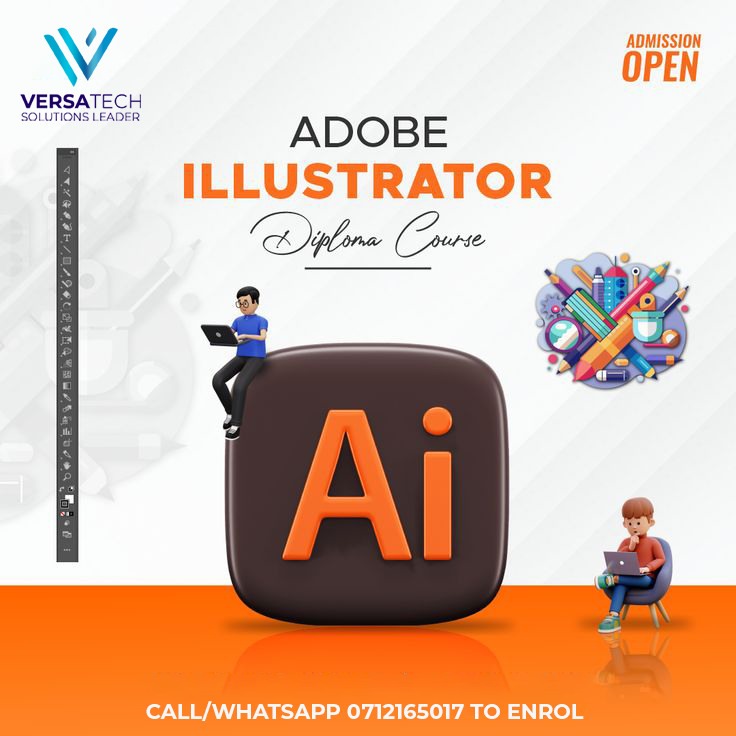 VERSATECH
SOLUTIONS LEADER
ADMISSION
OPEN
ADOBE
ILLUSTRATOR
Diploma Course
Ai
CALL/WHATSAPP 0712165017 TO ENROL